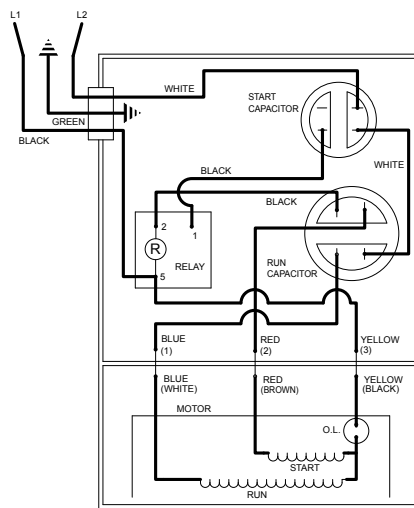 L1
L2
WHITE
GREEN
BLACK
START
CAPACITOR
WHITE
BLACK
BLACK
2
1
R
RELAY
5
RUN
CAPACITOR
BLUE
(1)
RED
(2)
YELLOW
(3)
BLUE
(WHITE)
RED
(BROWN)
YELLOW
(BLACK)
MOTOR
O.L.
START
RUN